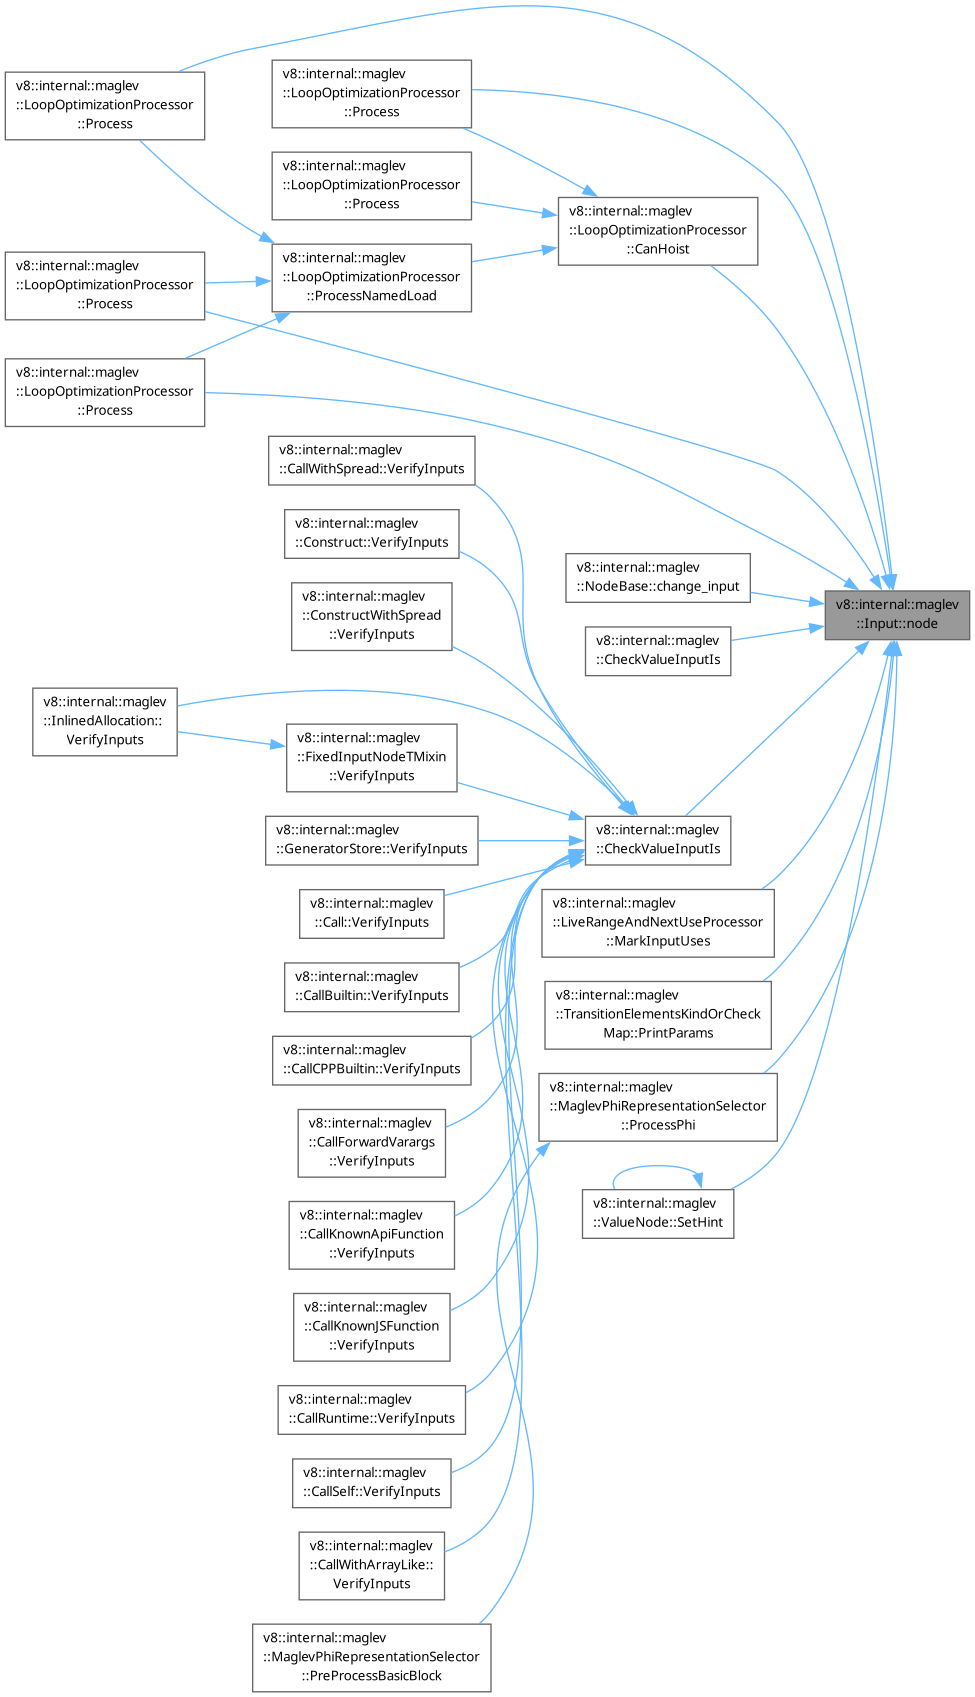 v8::internal::maglev
::LoopOptimizationProcessor
::Process
v8::internal::maglev
::LoopOptimizationProcessor
::Process
v8::internal::maglev
::LoopOptimizationProcessor
::Process
v8::internal::maglev
::LoopOptimizationProcessor
::CanHoist
v8::internal::maglev
::LoopOptimizationProcessor
::ProcessNamedLoad
v8::internal::maglev
::LoopOptimizationProcessor
::Process
v8::internal::maglev
::LoopOptimizationProcessor
::Process
v8::internal::maglev
::CallWithSpread::VerifyInputs
v8::internal::maglev
::Construct::VerifyInputs
v8::internal::maglev
::NodeBase::change_input
v8::internal::maglev
::ConstructWithSpread
::VerifyInputs
v8::internal::maglev
::Input::node
v8::internal::maglev
::CheckValueInputIs
v8::internal::maglev
::InlinedAllocation::
VerifyInputs
v8::internal::maglev
::FixedInputNodeTMixin
::VerifyInputs
v8::internal::maglev
::GeneratorStore::VerifyInputs
v8::internal::maglev
::CheckValueInputIs
v8::internal::maglev
::Call::VerifyInputs
v8::internal::maglev
::LiveRangeAndNextUseProcessor
::MarkInputUses
v8::internal::maglev
::CallBuiltin::VerifyInputs
v8::internal::maglev
::TransitionElementsKindOrCheck
Map::PrintParams
v8::internal::maglev
::CallCPPBuiltin::VerifyInputs
v8::internal::maglev
::MaglevPhiRepresentationSelector
::ProcessPhi
v8::internal::maglev
::CallForwardVarargs
::VerifyInputs
v8::internal::maglev
::ValueNode::SetHint
v8::internal::maglev
::CallKnownApiFunction
::VerifyInputs
v8::internal::maglev
::CallKnownJSFunction
::VerifyInputs
v8::internal::maglev
::CallRuntime::VerifyInputs
v8::internal::maglev
::CallSelf::VerifyInputs
v8::internal::maglev
::CallWithArrayLike::
VerifyInputs
v8::internal::maglev
::MaglevPhiRepresentationSelector
::PreProcessBasicBlock